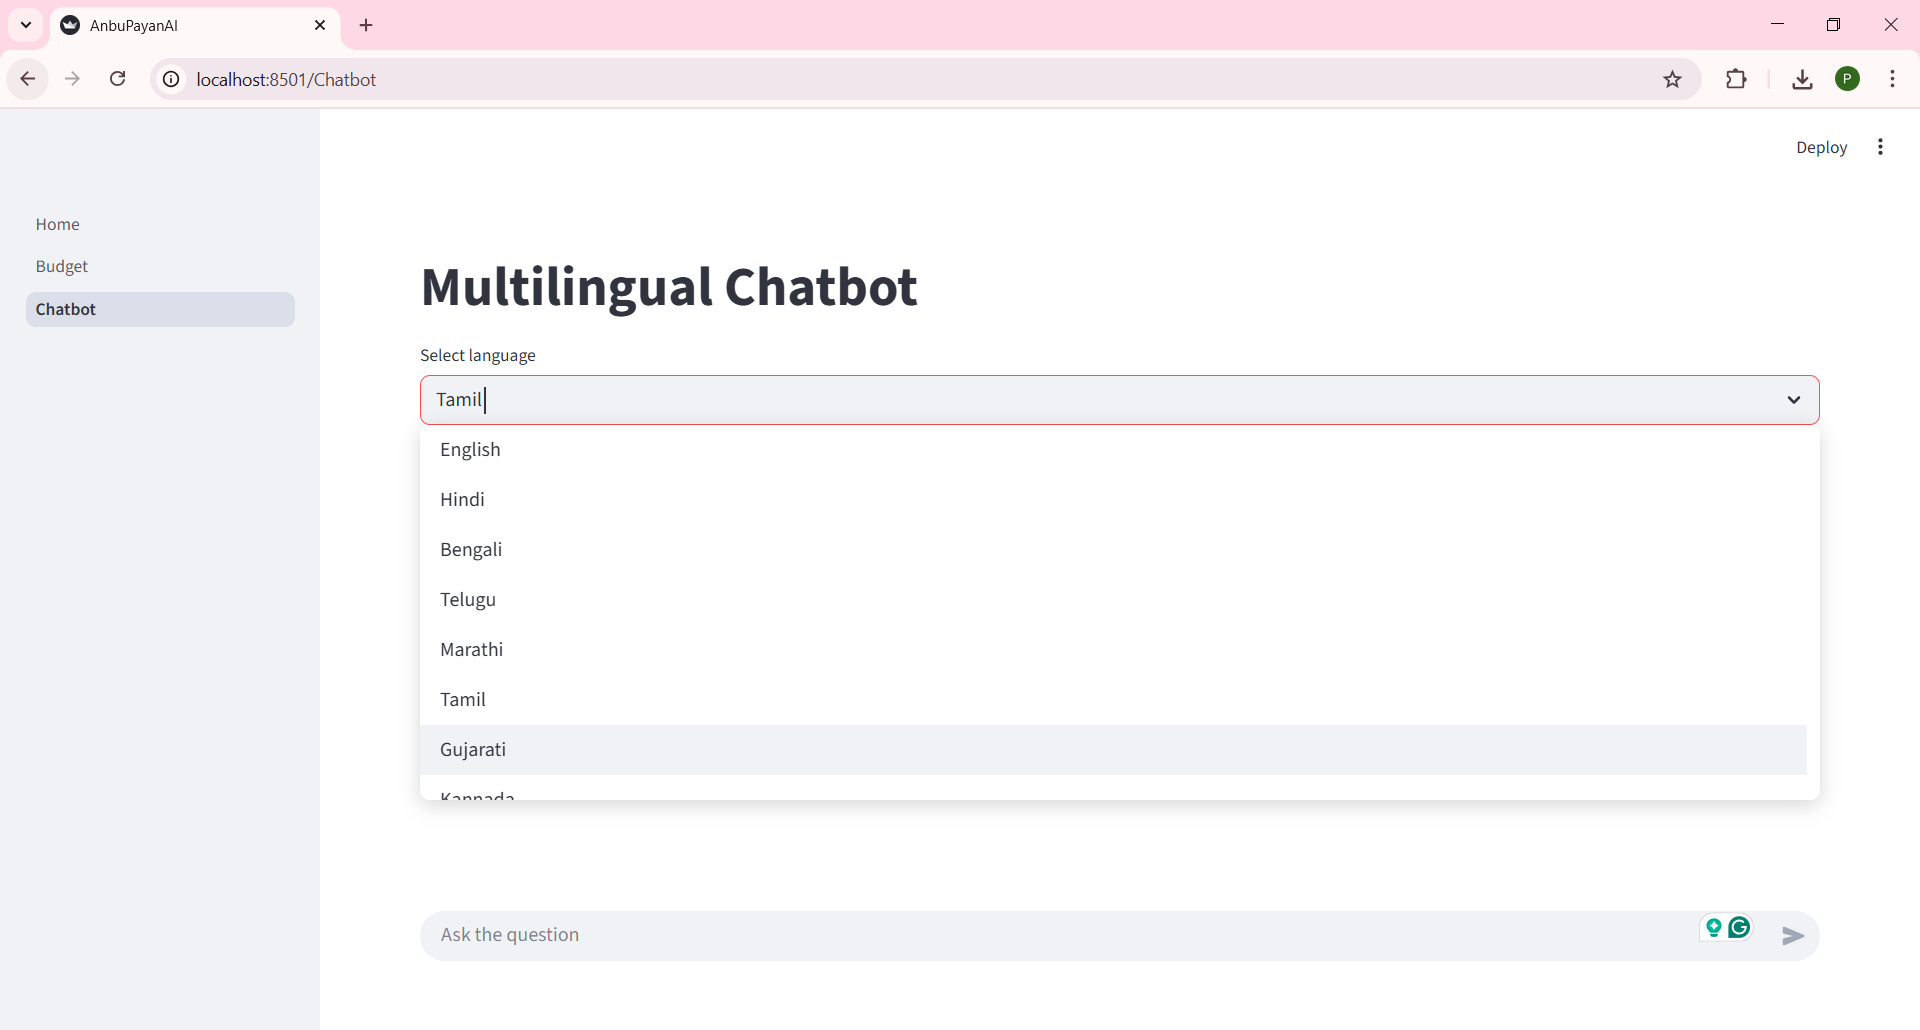 AnbuPayanAI
localhost:8501/Chatbot
P
Deploy
Home
Budget
Chatbot
Multilingual Chatbot
Select language
Tamil
English
Hindi
Bengali
Telugu
Marathi
Tamil
Gujarati
Kannada
Ask the question